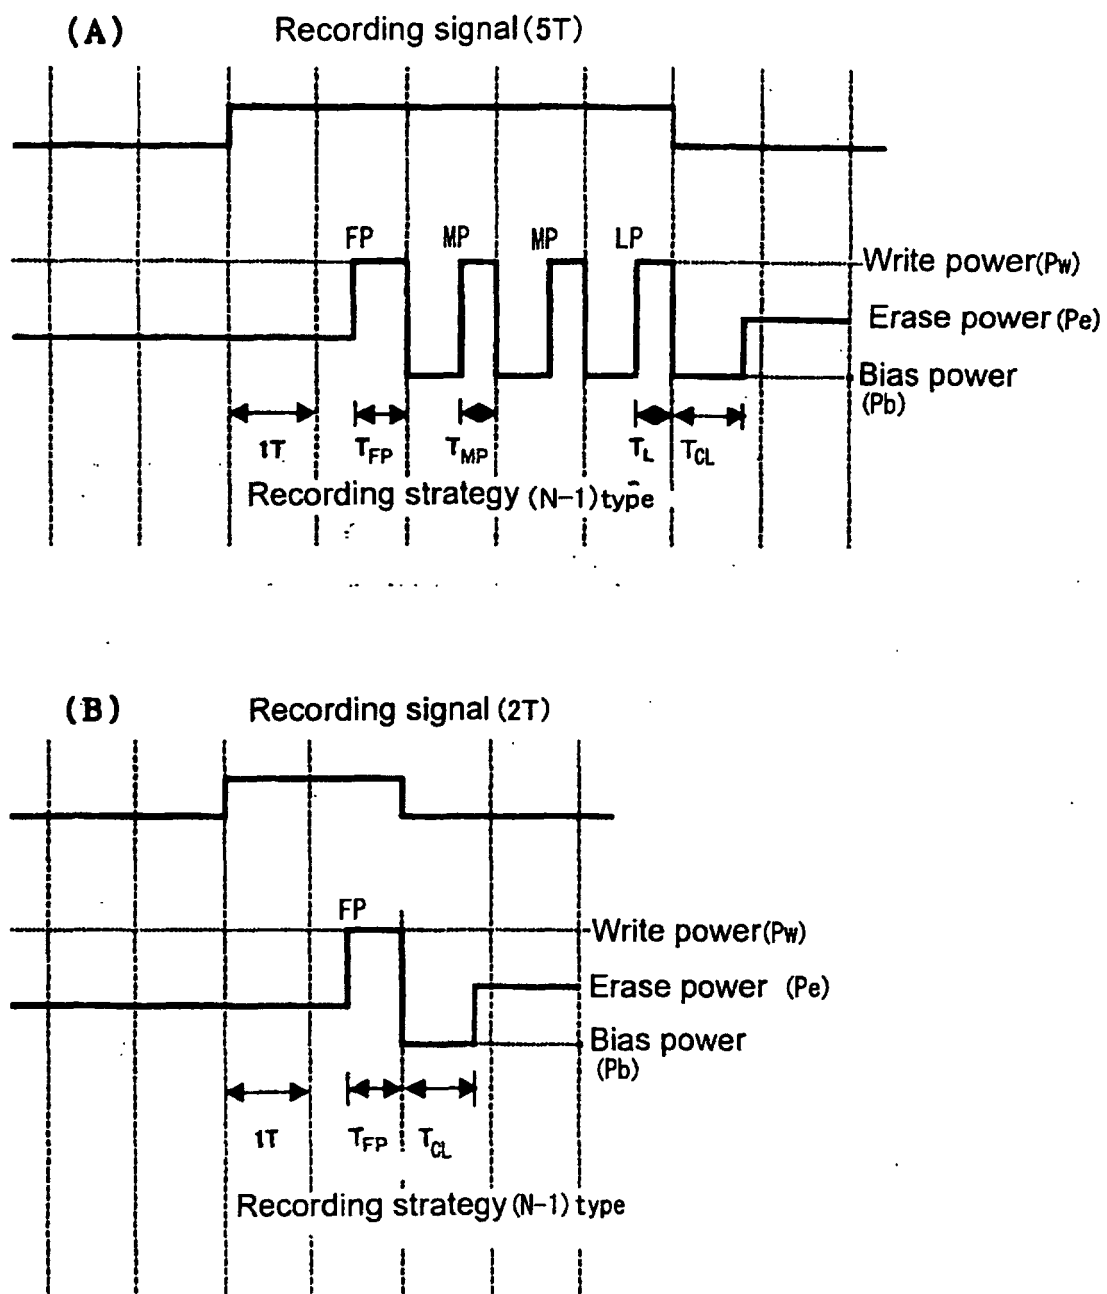 (A)
Recording signal (5T)
FP MP MP LP
Write power(Pw)
Erase power (Pe)
Bias power
(Pb)
1T TFP TMP TL TCL
Recording strategy (N-1) type
(B)
Recording signal (2T)
FP
Write power(Pw)
Erase power (Pe)
Bias power
(Pb)
1T TFP TCL
Recording strategy (N-1) type